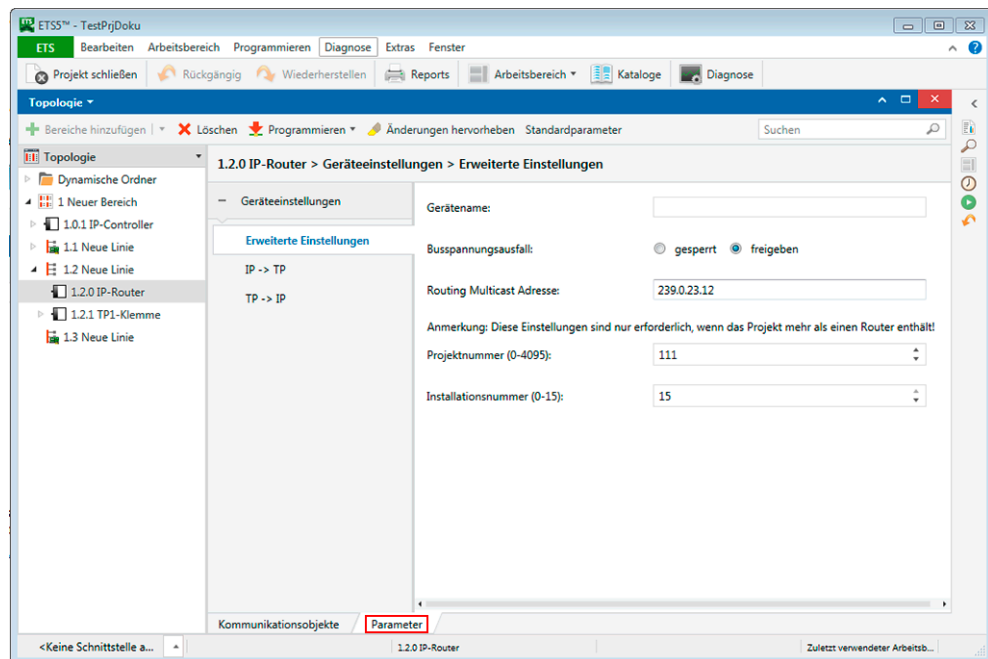 ETS5™ - TestPrjDoku
ETS Bearbeiten Arbeitsbereich Programmieren Diagnose Extras Fenster
Projekt schließen Rückgängig Wiederherstellen Reports Arbeitsbereich Kataloge Diagnose
Topologie
Bereiche hinzufügen Löschen Programmieren Änderungen hervorheben Standardparameter Suchen
Topologie
Dynamische Ordner
1 Neuer Bereich
1.0.1 IP-Controller
1.1 Neue Linie
1.2 Neue Linie
1.2.0 IP-Router
1.2.1 TP1-Klemme
1.3 Neue Linie
1.2.0 IP-Router > Geräteeinstellungen > Erweiterte Einstellungen
Geräteeinstellungen
Erweiterte Einstellungen
IP -> TP
TP -> IP
Gerätename:
Busspannungsausfall: gesperrt freigeben
Routing Multicast Adresse: 239.0.23.12
Anmerkung: Diese Einstellungen sind nur erforderlich, wenn das Projekt mehr als einen Router enthält!
Projektnummer (0-4095): 111
Installationsnummer (0-15): 15
Kommunikationsobjekte Parameter
<Keine Schnittstelle a... 1.2.0 IP-Router Zuletzt verwendeter Arbeitsb...